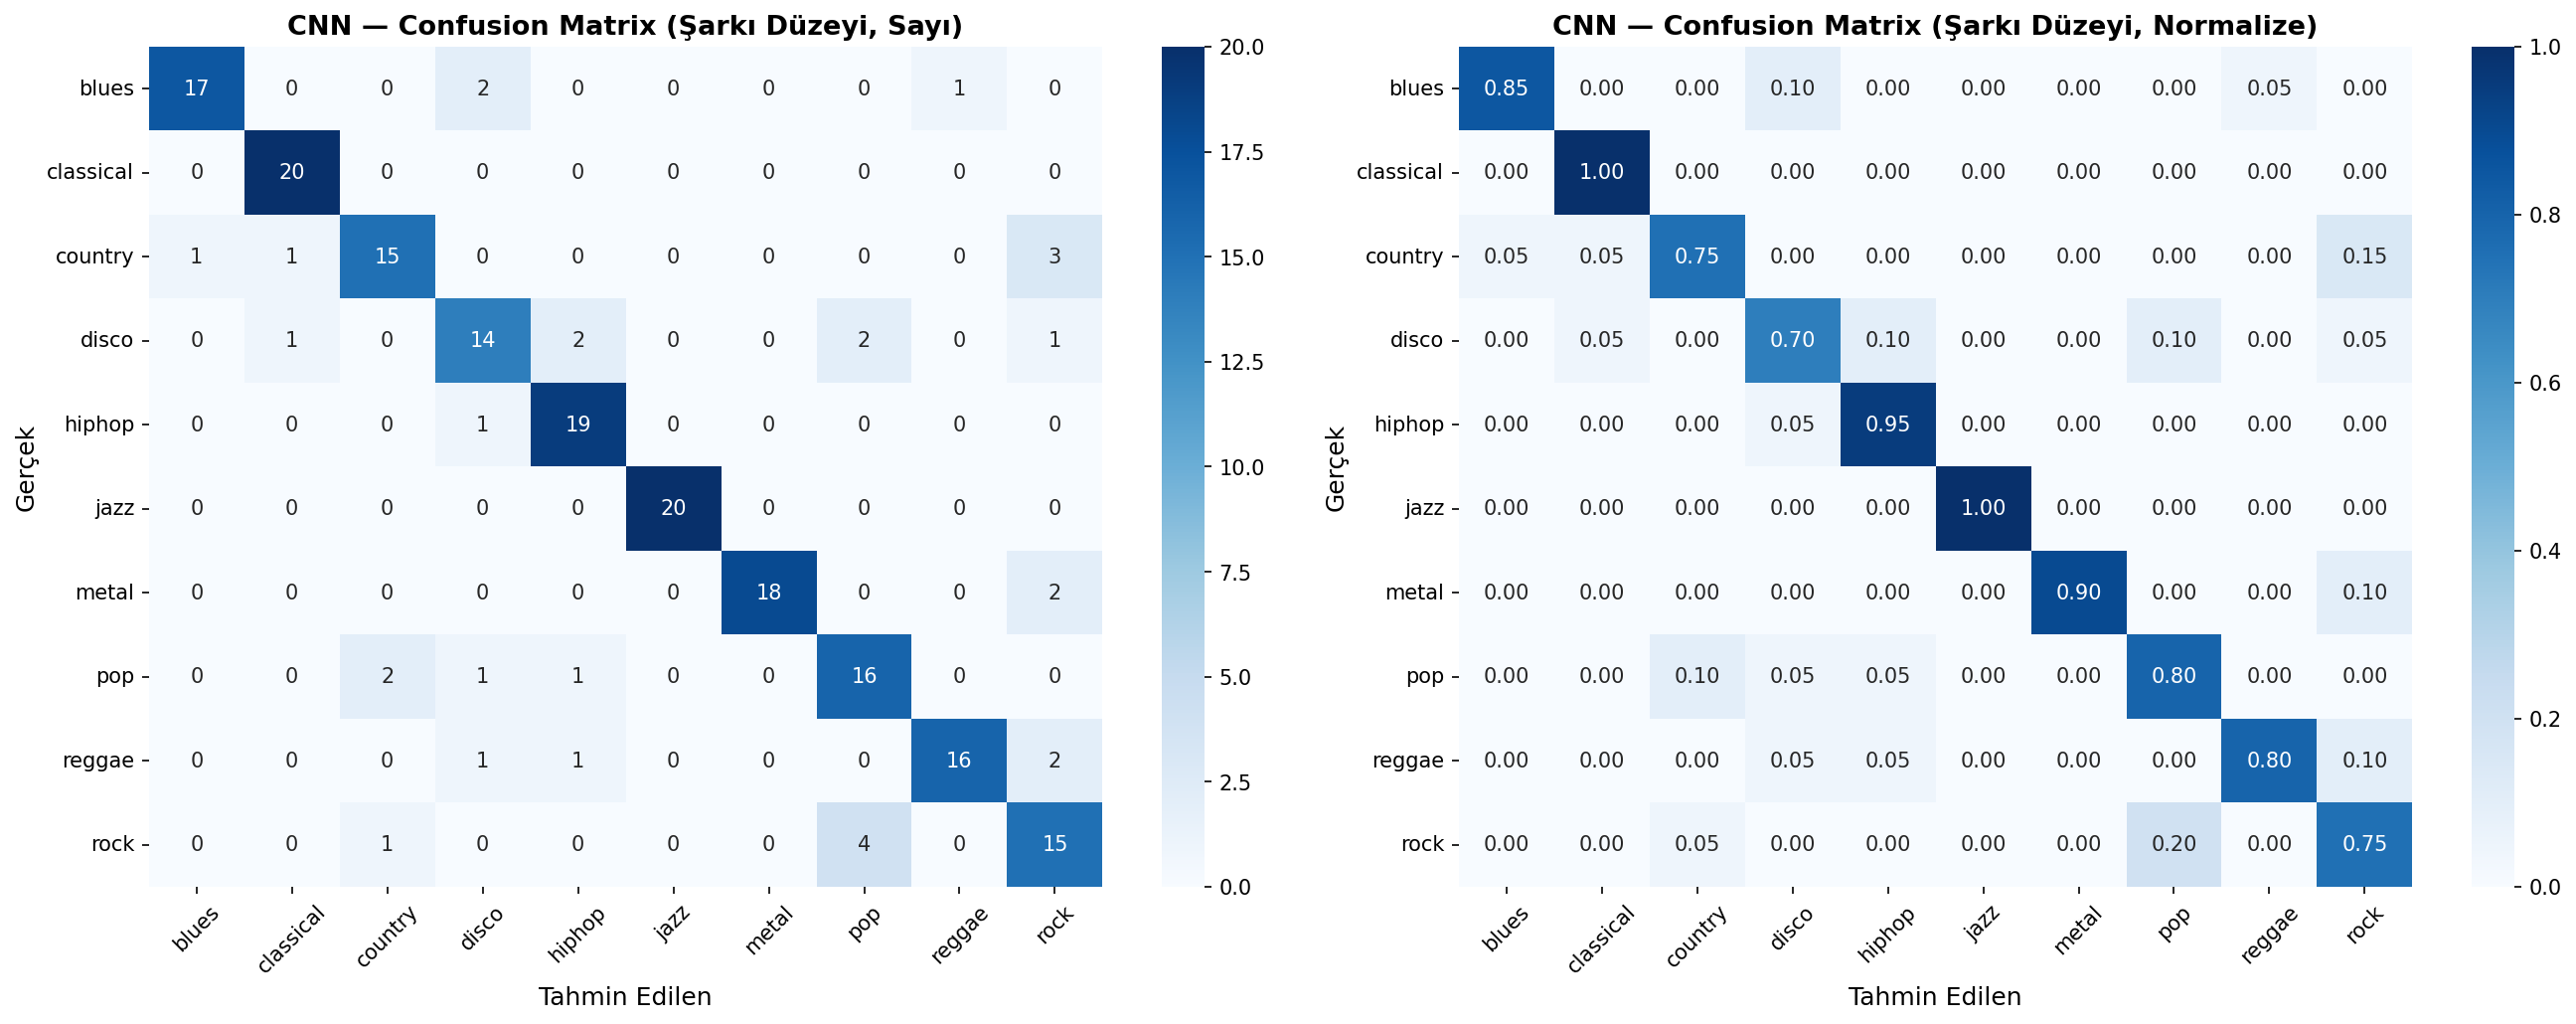 CNN — Confusion Matrix (Şarkı Düzeyi, Sayı)
blues 17 0 0 2 0 0 0 0 1 0
classical 0 20 0 0 0 0 0 0 0 0
country 1 1 15 0 0 0 0 0 0 3
disco 0 1 0 14 2 0 0 2 0 1
hiphop 0 0 0 1 19 0 0 0 0 0
jazz 0 0 0 0 0 20 0 0 0 0
metal 0 0 0 0 0 0 18 0 0 2
pop 0 0 2 1 1 0 0 16 0 0
reggae 0 0 0 1 1 0 0 0 16 2
rock 0 0 1 0 0 0 0 4 0 15
blues classical country disco hiphop jazz metal pop reggae rock
Gerçek
Tahmin Edilen
20.0
17.5
15.0
12.5
10.0
7.5
5.0
2.5
0.0
CNN — Confusion Matrix (Şarkı Düzeyi, Normalize)
blues 0.85 0.00 0.00 0.10 0.00 0.00 0.00 0.00 0.05 0.00
classical 0.00 1.00 0.00 0.00 0.00 0.00 0.00 0.00 0.00 0.00
country 0.05 0.05 0.75 0.00 0.00 0.00 0.00 0.00 0.00 0.15
disco 0.00 0.05 0.00 0.70 0.10 0.00 0.00 0.10 0.00 0.05
hiphop 0.00 0.00 0.00 0.05 0.95 0.00 0.00 0.00 0.00 0.00
jazz 0.00 0.00 0.00 0.00 0.00 1.00 0.00 0.00 0.00 0.00
metal 0.00 0.00 0.00 0.00 0.00 0.00 0.90 0.00 0.00 0.10
pop 0.00 0.00 0.10 0.05 0.05 0.00 0.00 0.80 0.00 0.00
reggae 0.00 0.00 0.00 0.05 0.05 0.00 0.00 0.00 0.80 0.10
rock 0.00 0.00 0.05 0.00 0.00 0.00 0.00 0.20 0.00 0.75
blues classical country disco hiphop jazz metal pop reggae rock
Gerçek
Tahmin Edilen
1.0
0.8
0.6
0.4
0.2
0.0